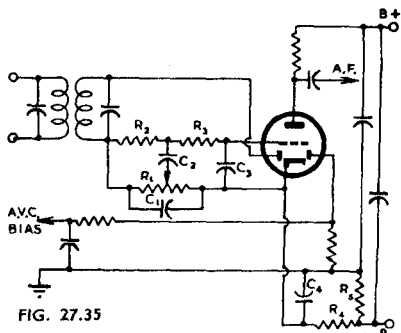 B+
A.F.
R2
R3
C2
C3
R1
C1
A.V.C.
BIAS
C4
R5
R4
FIG. 27.35